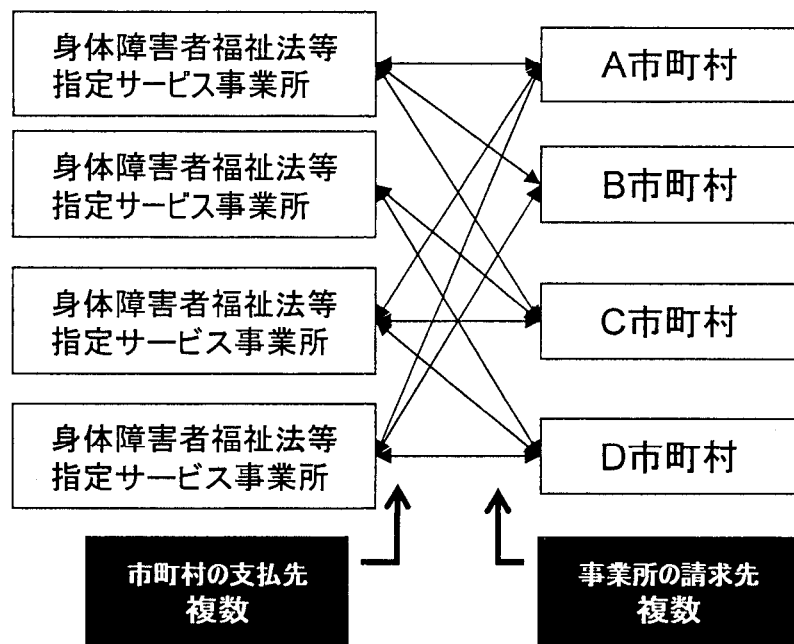 身体障害者福祉法等
指定サービス事業所
A市町村
身体障害者福祉法等
指定サービス事業所
B市町村
身体障害者福祉法等
指定サービス事業所
C市町村
身体障害者福祉法等
指定サービス事業所
D市町村
市町村の支払先
複数
事業所の請求先
複数